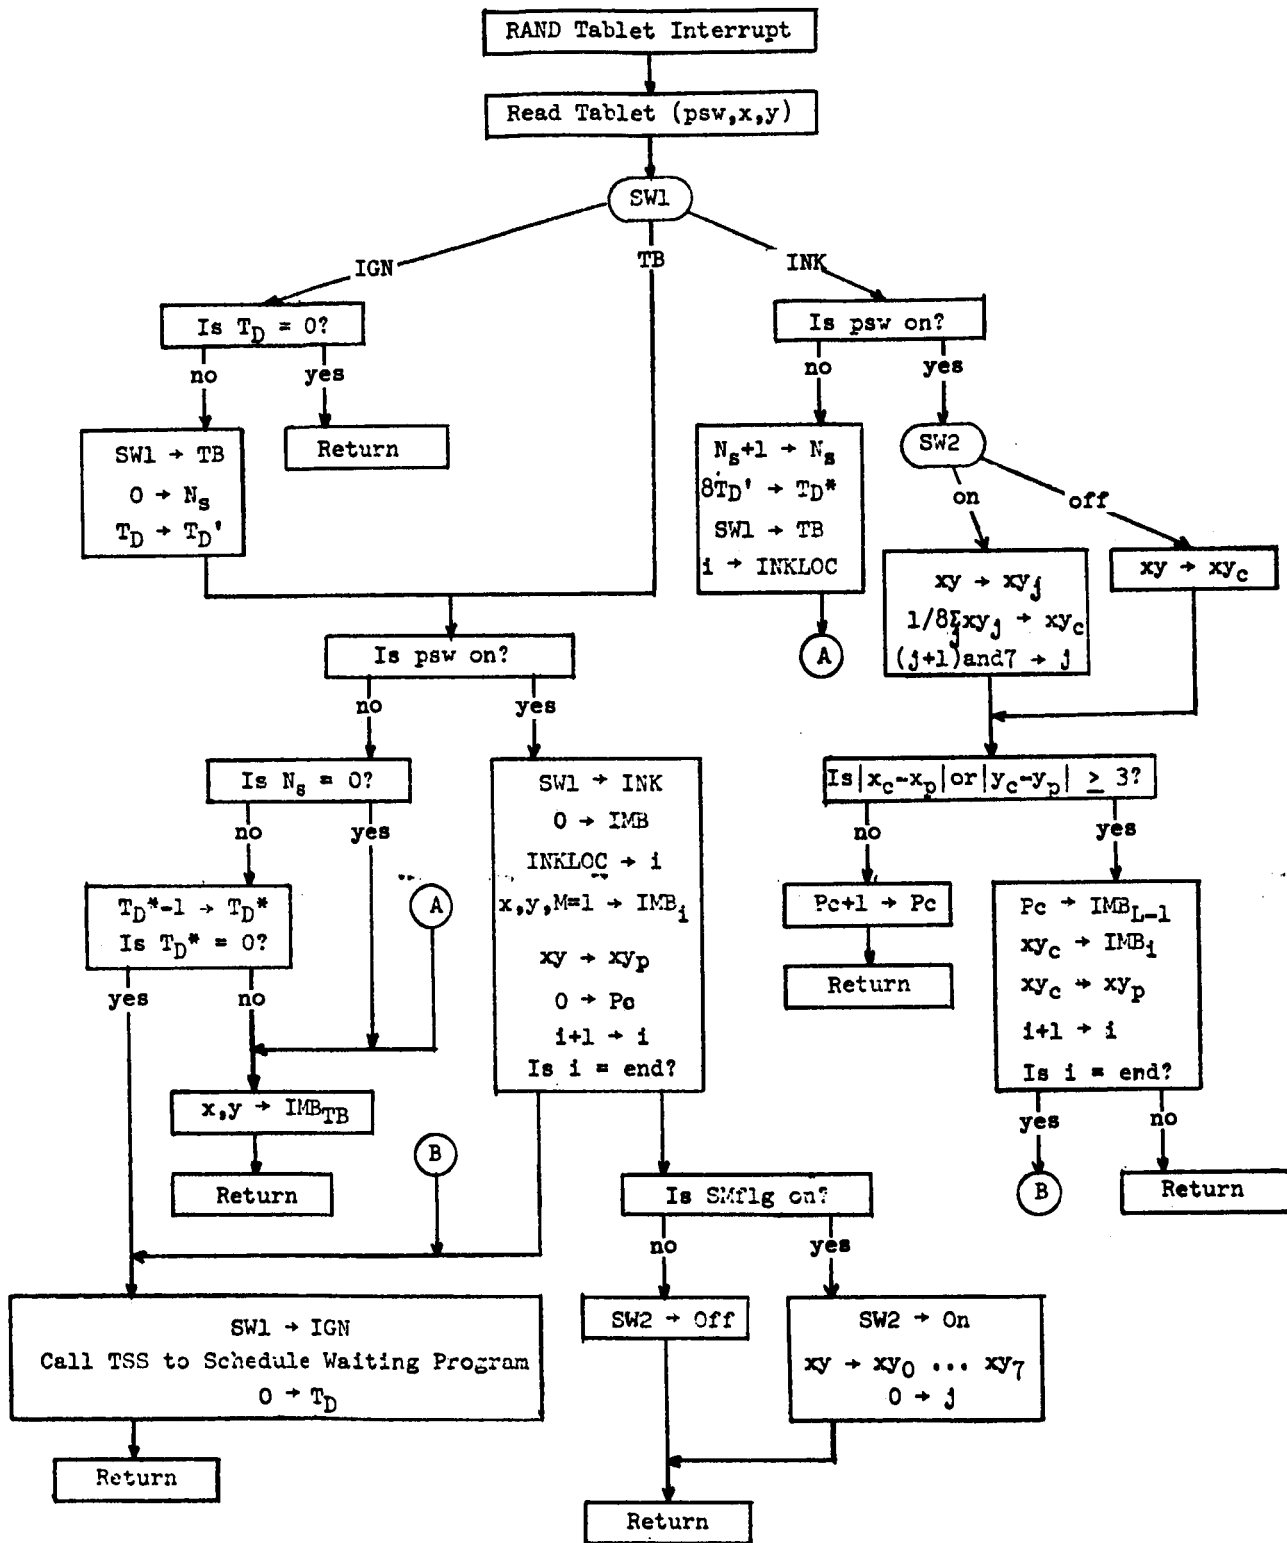 RAND Tablet Interrupt
Read Tablet (psw,x,y)
SW1
IGN
TB
INK
Is T_D = 0?
no
yes
SW1 → TB
0 → N_s
T_D → T_D'
Return
Is psw on?
no
yes
N_s+1 → N_s
8T_D' → T_D*
SW1 → TB
i → INKLOC
A
SW2
on
off
xy → xy_j
1/8Σ_j xy_j → xy_c
(j+1)and7 → j
xy → xy_c
Is psw on?
no
yes
Is N_s = 0?
no
yes
T_D*-1 → T_D*
Is T_D* = 0?
yes
no
A
x,y → IMB_TB
Return
B
SW1 → INK
0 → IMB
INKLOC → i
x,y,M=1 → IMB_i
xy → xy_p
0 → Pc
i+1 → i
Is i = end?
Is |x_c-x_p| or |y_c-y_p| ≥ 3?
no
yes
Pc+1 → Pc
Return
Pc → IMB_L-1
xy_c → IMB_i
xy_c → xy_p
i+1 → i
Is i = end?
yes
no
B
Return
Is SMflg on?
no
yes
SW2 → Off
SW2 → On
xy → xy_0 ... xy_7
0 → j
Return
SW1 → IGN
Call TSS to Schedule Waiting Program
0 → T_D
Return